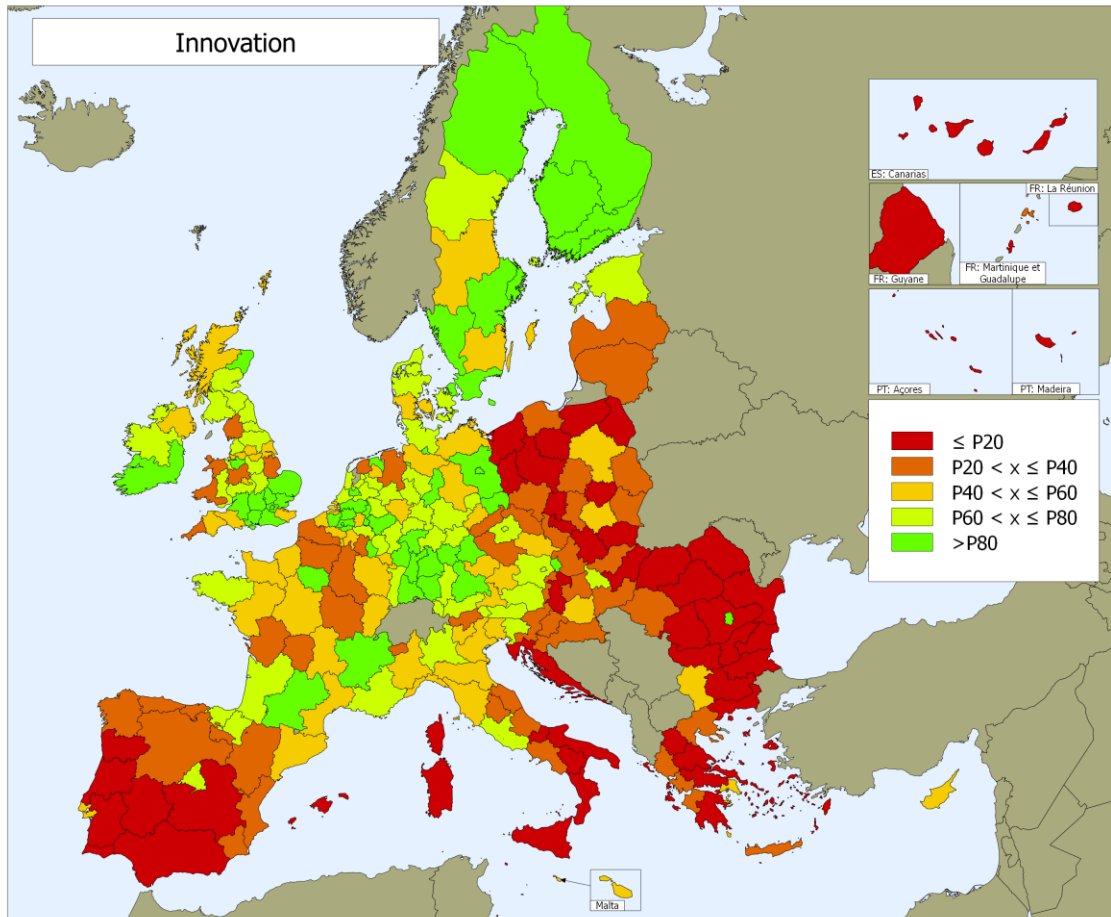 Innovation
ES: Canarias
FR: La Réunion
FR: Guyane
FR: Martinique et
Guadalupe
PT: Açores
PT: Madeira
≤ P20
P20 < x ≤ P40
P40 < x ≤ P60
P60 < x ≤ P80
>P80
Malta